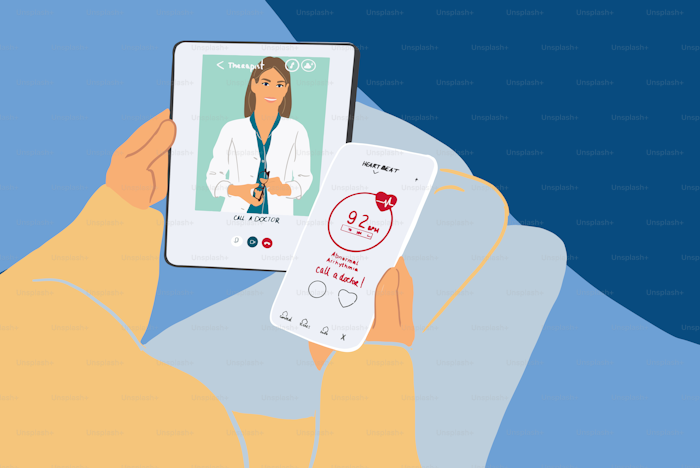 < Therapist
CALL A DOCTOR
HEART BEAT
92 BPM
Abnormal
Arrhythmia
call a doctor!
x
Unsplash+